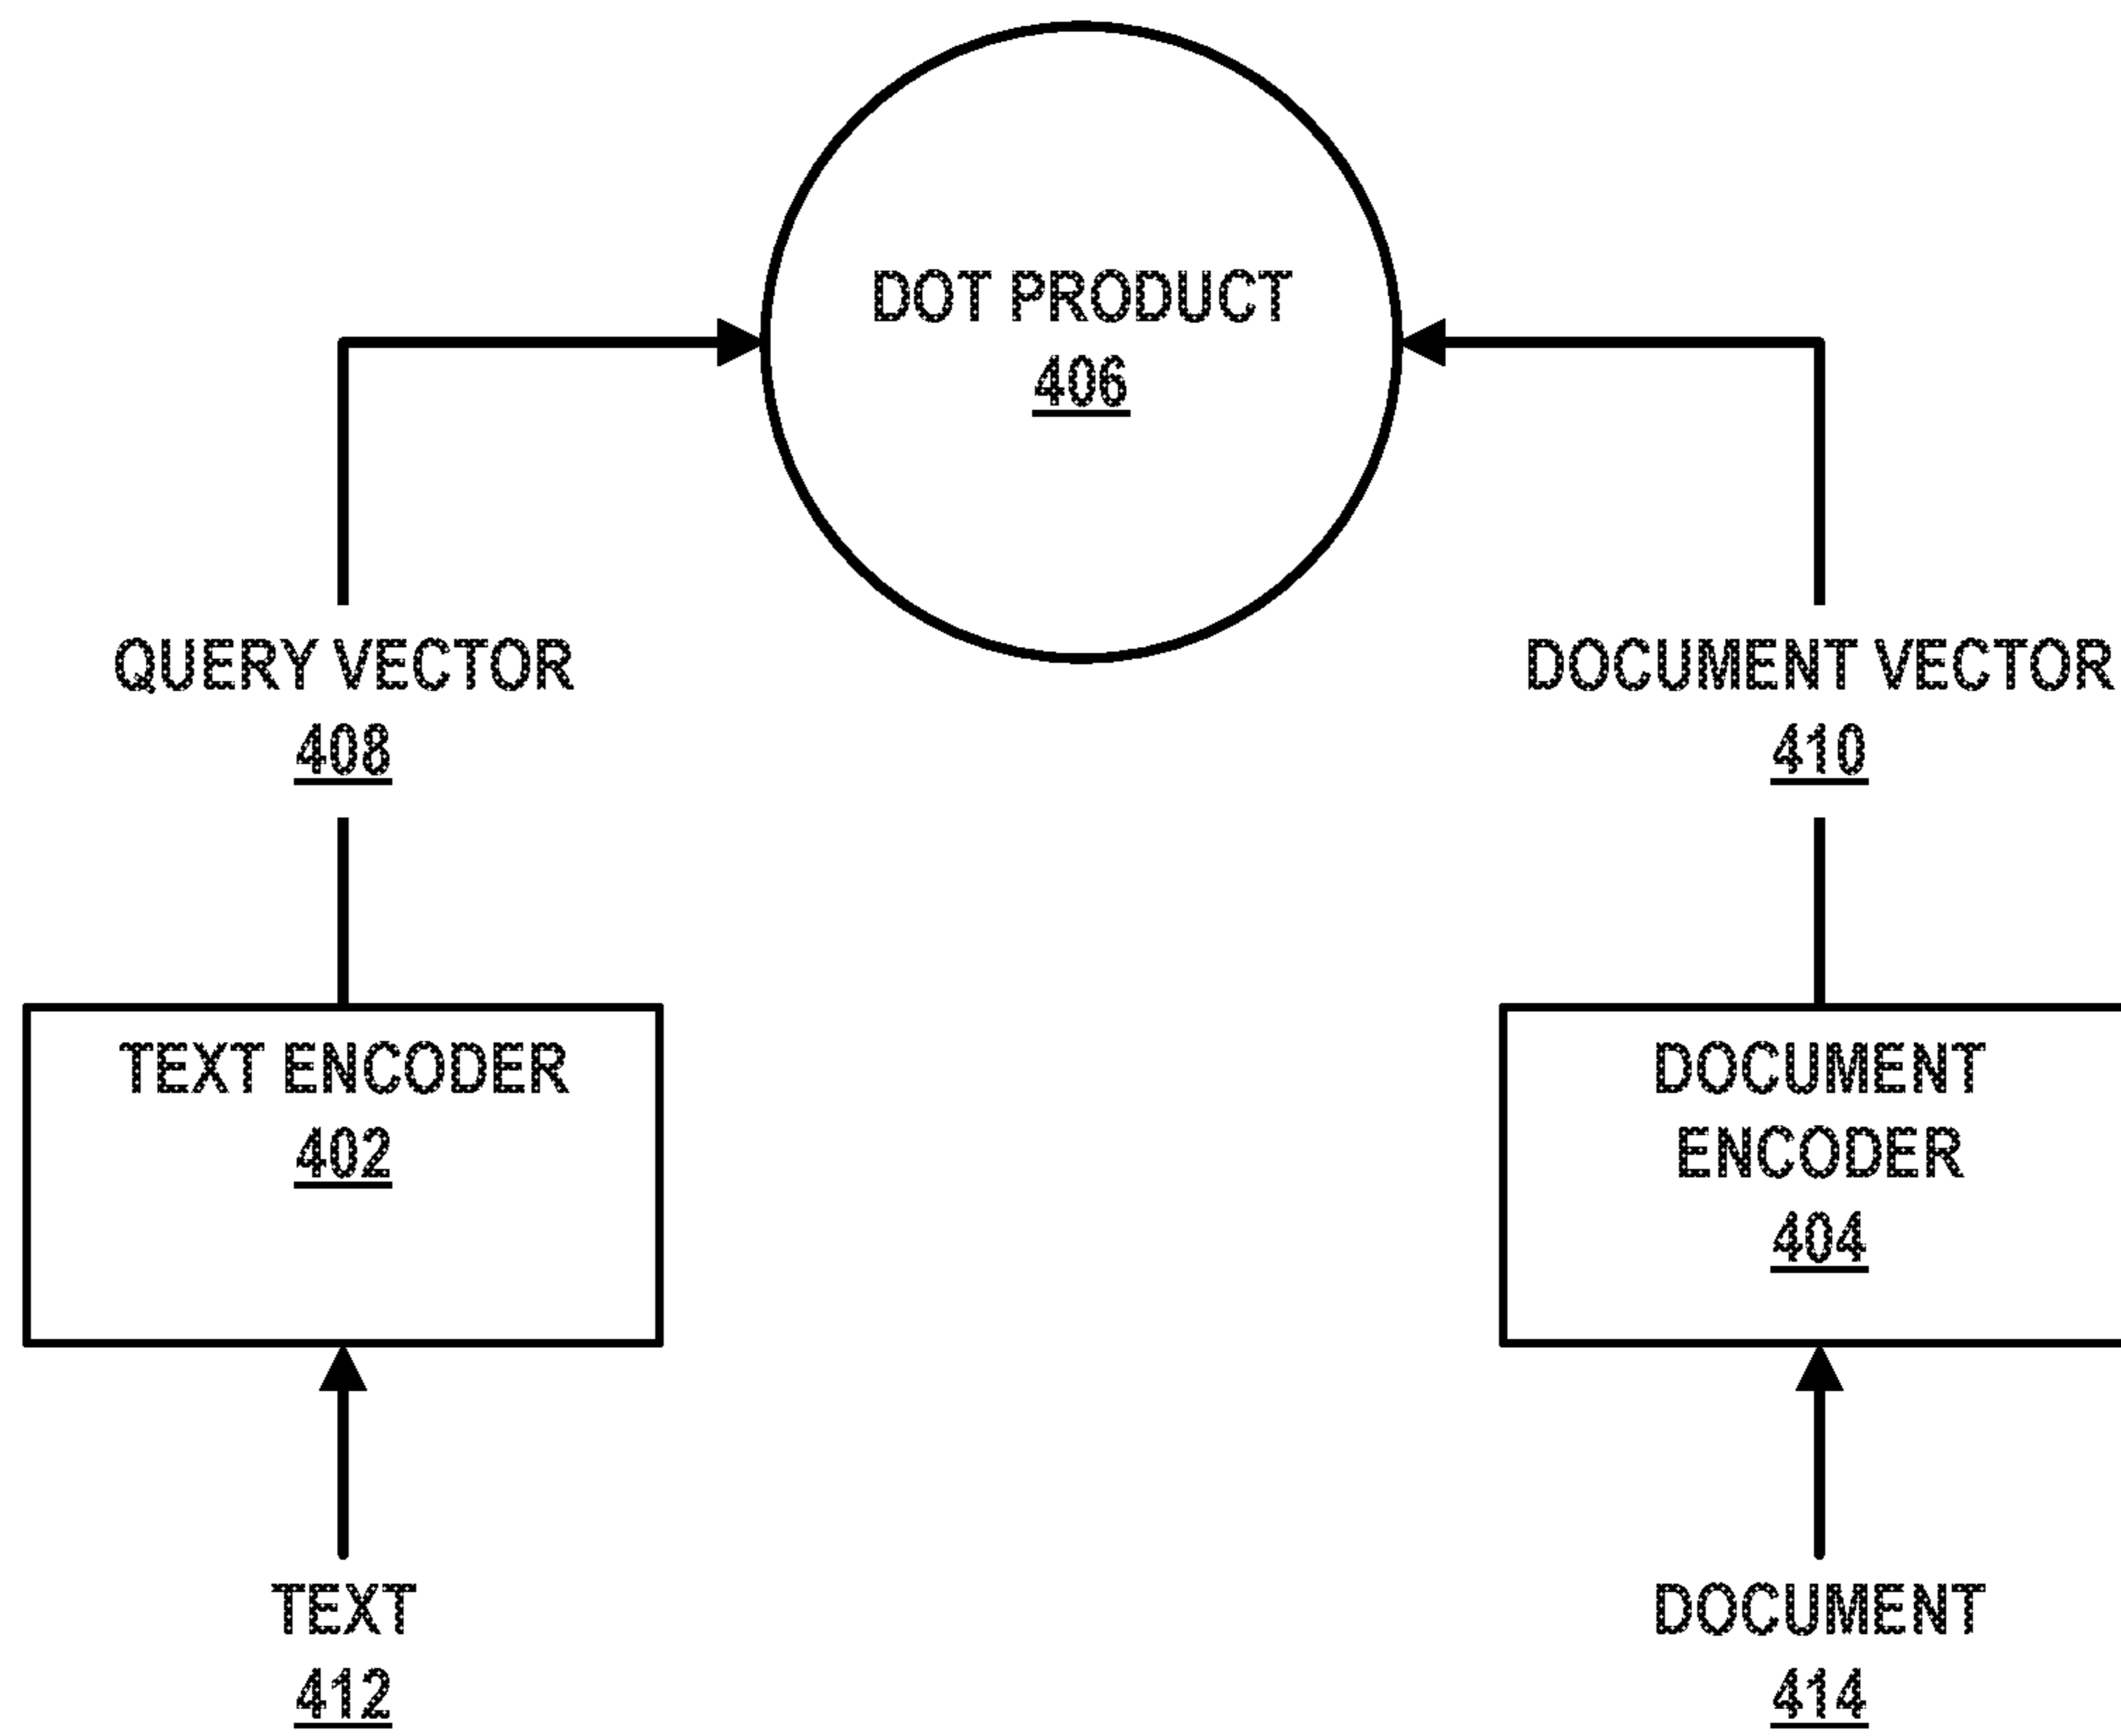 DOT PRODUCT
406
QUERY VECTOR
408
DOCUMENT VECTOR
410
TEXT ENCODER
402
DOCUMENT
ENCODER
404
TEXT
412
DOCUMENT
414